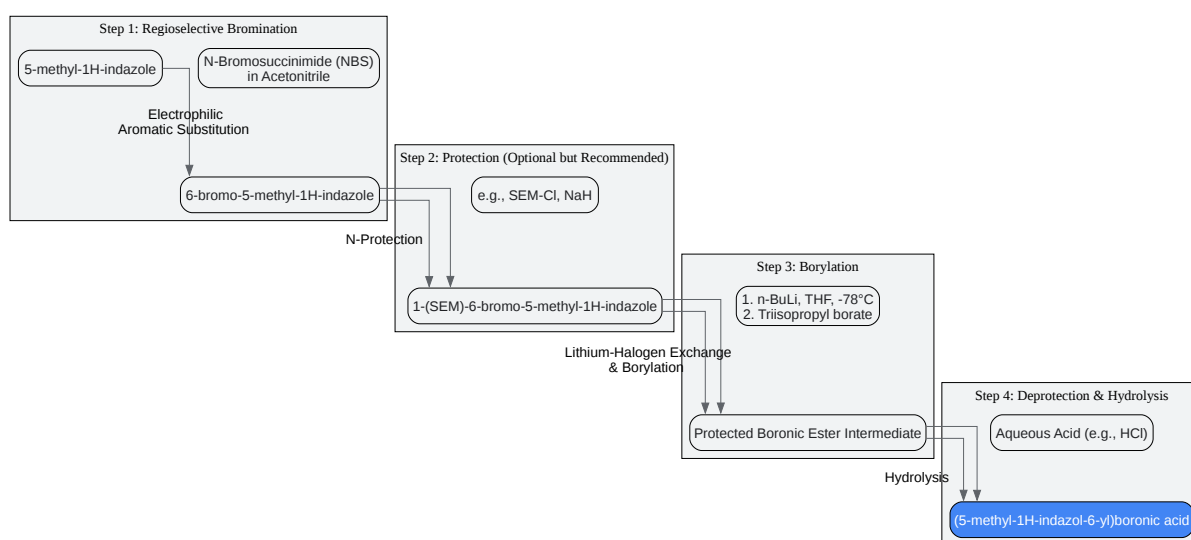 Step 1: Regioselective Bromination
5-methyl-1H-indazole
N-Bromosuccinimide (NBS)
in Acetonitrile
Electrophilic
Aromatic Substitution
6-bromo-5-methyl-1H-indazole
Step 2: Protection (Optional but Recommended)
e.g., SEM-Cl, NaH
N-Protection
1-(SEM)-6-bromo-5-methyl-1H-indazole
Step 3: Borylation
1. n-BuLi, THF, -78°C
2. Triisopropyl borate
Lithium-Halogen Exchange
& Borylation
Protected Boronic Ester Intermediate
Step 4: Deprotection & Hydrolysis
Aqueous Acid (e.g., HCl)
Hydrolysis
(5-methyl-1H-indazol-6-yl)boronic acid